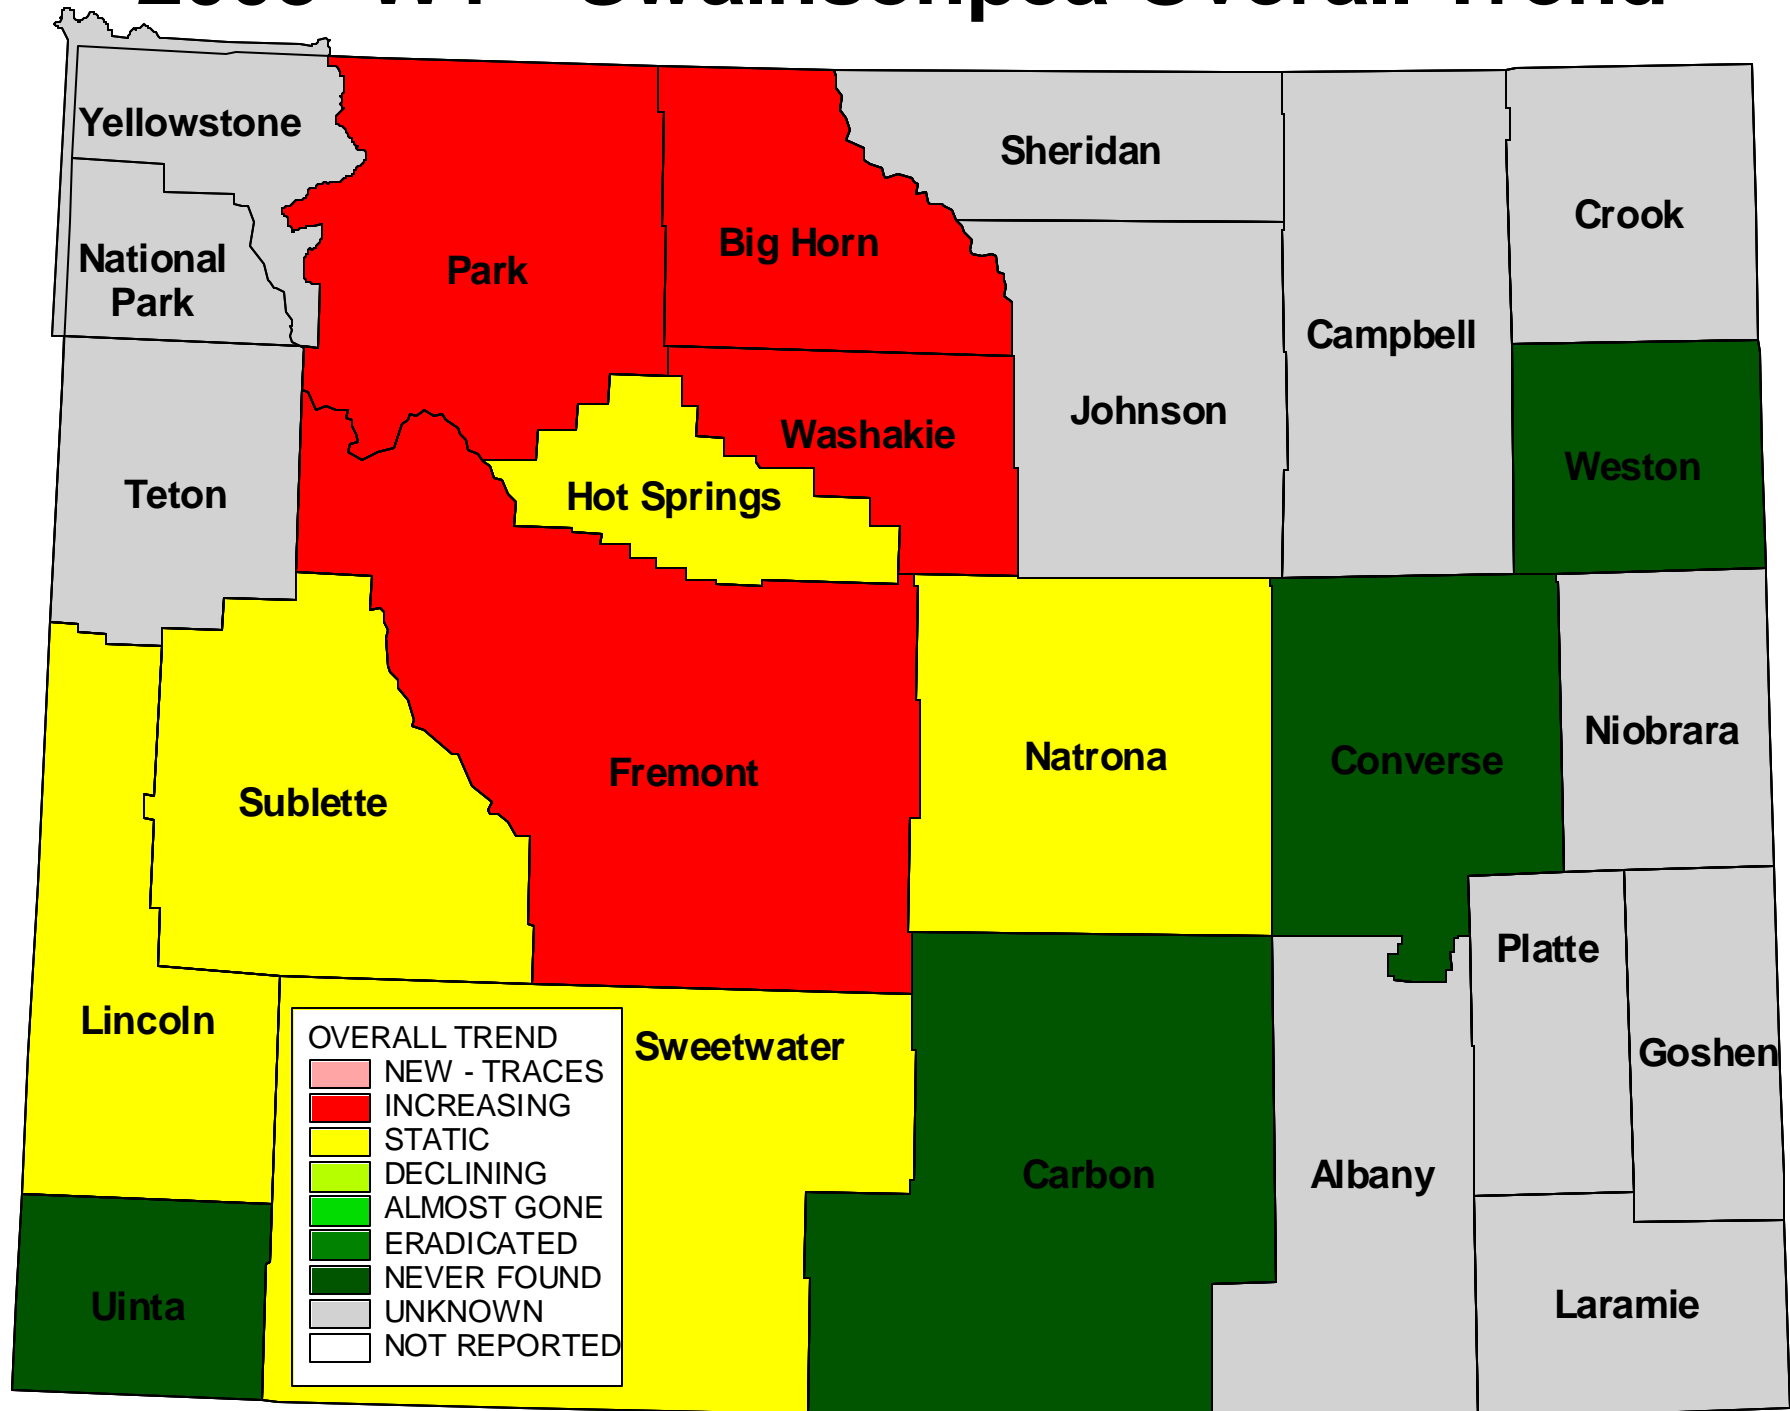 Yellowstone
National
Park
Park
Big Horn
Sheridan
Crook
Campbell
Johnson
Washakie
Hot Springs
Teton
Weston
Sublette
Fremont
Natrona
Converse
Niobrara
Lincoln
Sweetwater
Platte
Goshen
Carbon
Albany
Uinta
Laramie
OVERALL TREND
NEW - TRACES
INCREASING
STATIC
DECLINING
ALMOST GONE
ERADICATED
NEVER FOUND
UNKNOWN
NOT REPORTED